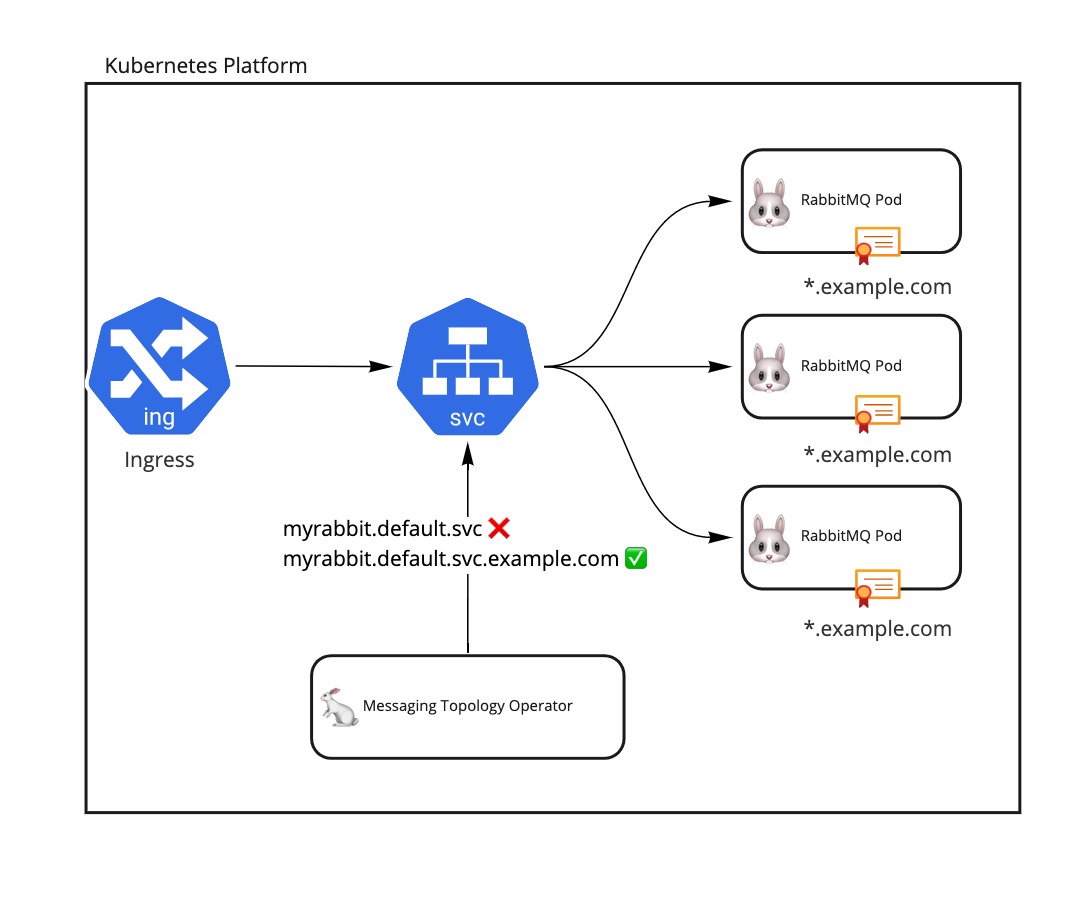 Kubernetes Platform
RabbitMQ Pod
*.example.com
RabbitMQ Pod
*.example.com
ing
svc
Ingress
myrabbit.default.svc ❌
myrabbit.default.svc.example.com ✅
RabbitMQ Pod
*.example.com
Messaging Topology Operator